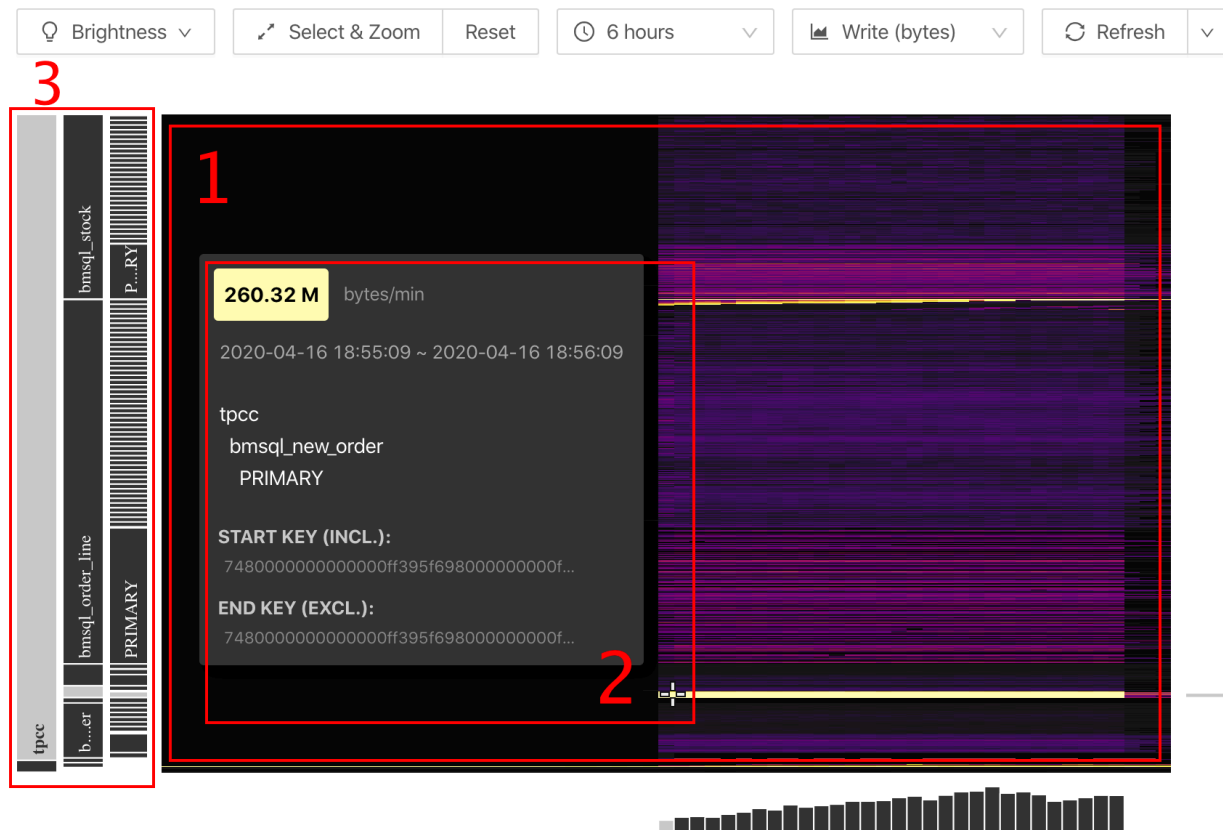 Brightness
Select & Zoom
Reset
6 hours
Write (bytes)
Refresh
3
1
bmsql_stock
P....RY
260.32 M bytes/min
2020-04-16 18:55:09 ~ 2020-04-16 18:56:09
tpcc
bmsql_new_order
PRIMARY
START KEY (INCL.):
7480000000000000ff395f698000000000000f...
END KEY (EXCL.):
7480000000000000ff395f698000000000000f...
bmsql_order_line
PRIMARY
2
tpcc
b....er